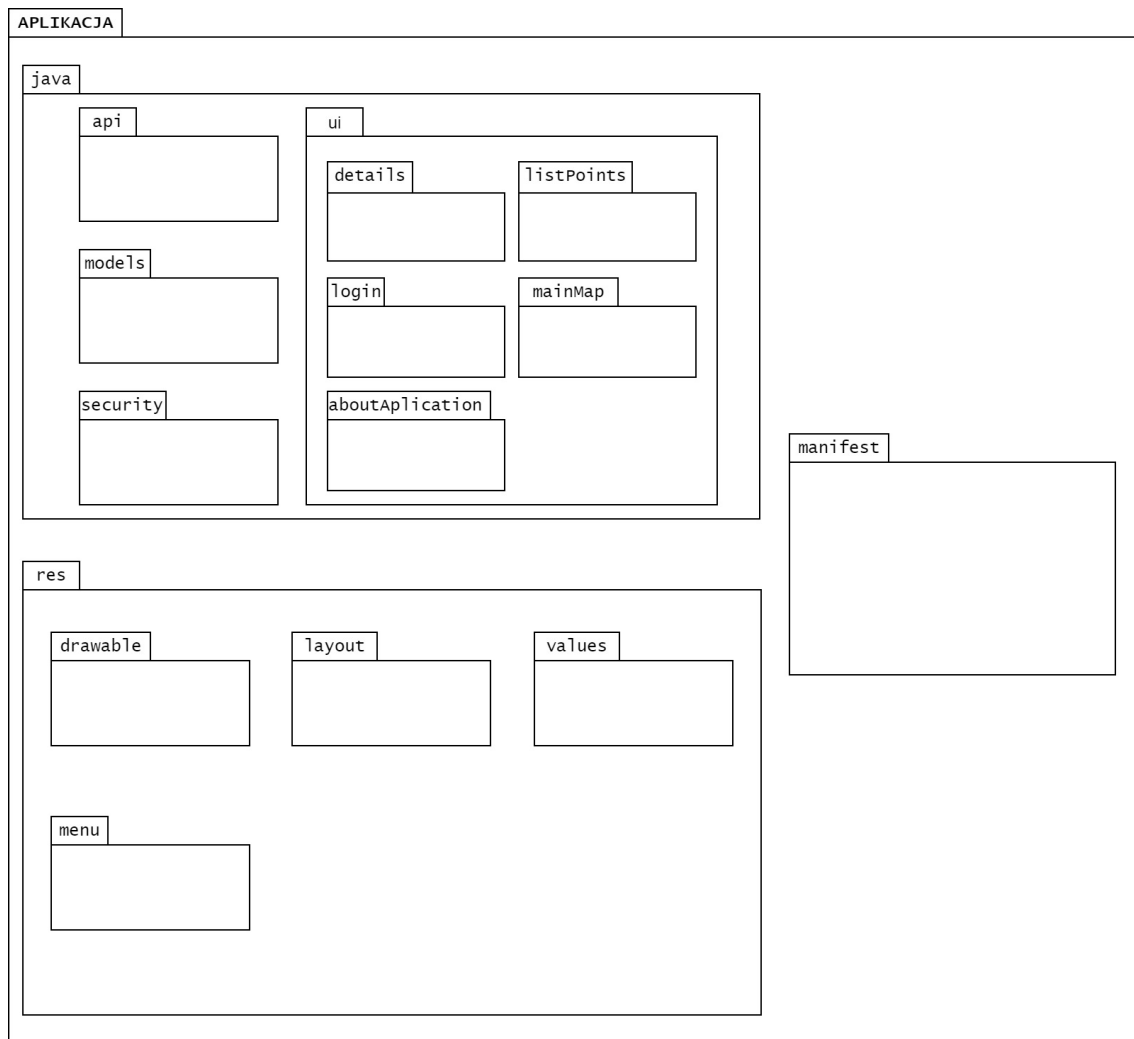 APLIKACJA
java
api
ui
details
listPoints
models
login
mainMap
security
aboutAplication
manifest
res
drawable
layout
values
menu